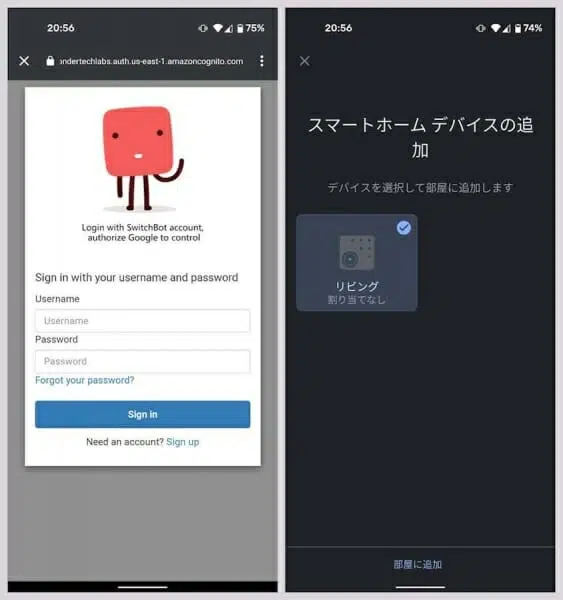 20:56
75%
ondertechlabs.auth.us-east-1.amazoncognito.com
Login with SwitchBot account,
authorize Google to control
Sign in with your username and password
Username
Username
Password
Password
Forgot your password?
Sign in
Need an account? Sign up
20:56
74%
スマートホーム デバイスの追
加
デバイスを選択して部屋に追加します
リビング
割り当てなし
部屋に追加